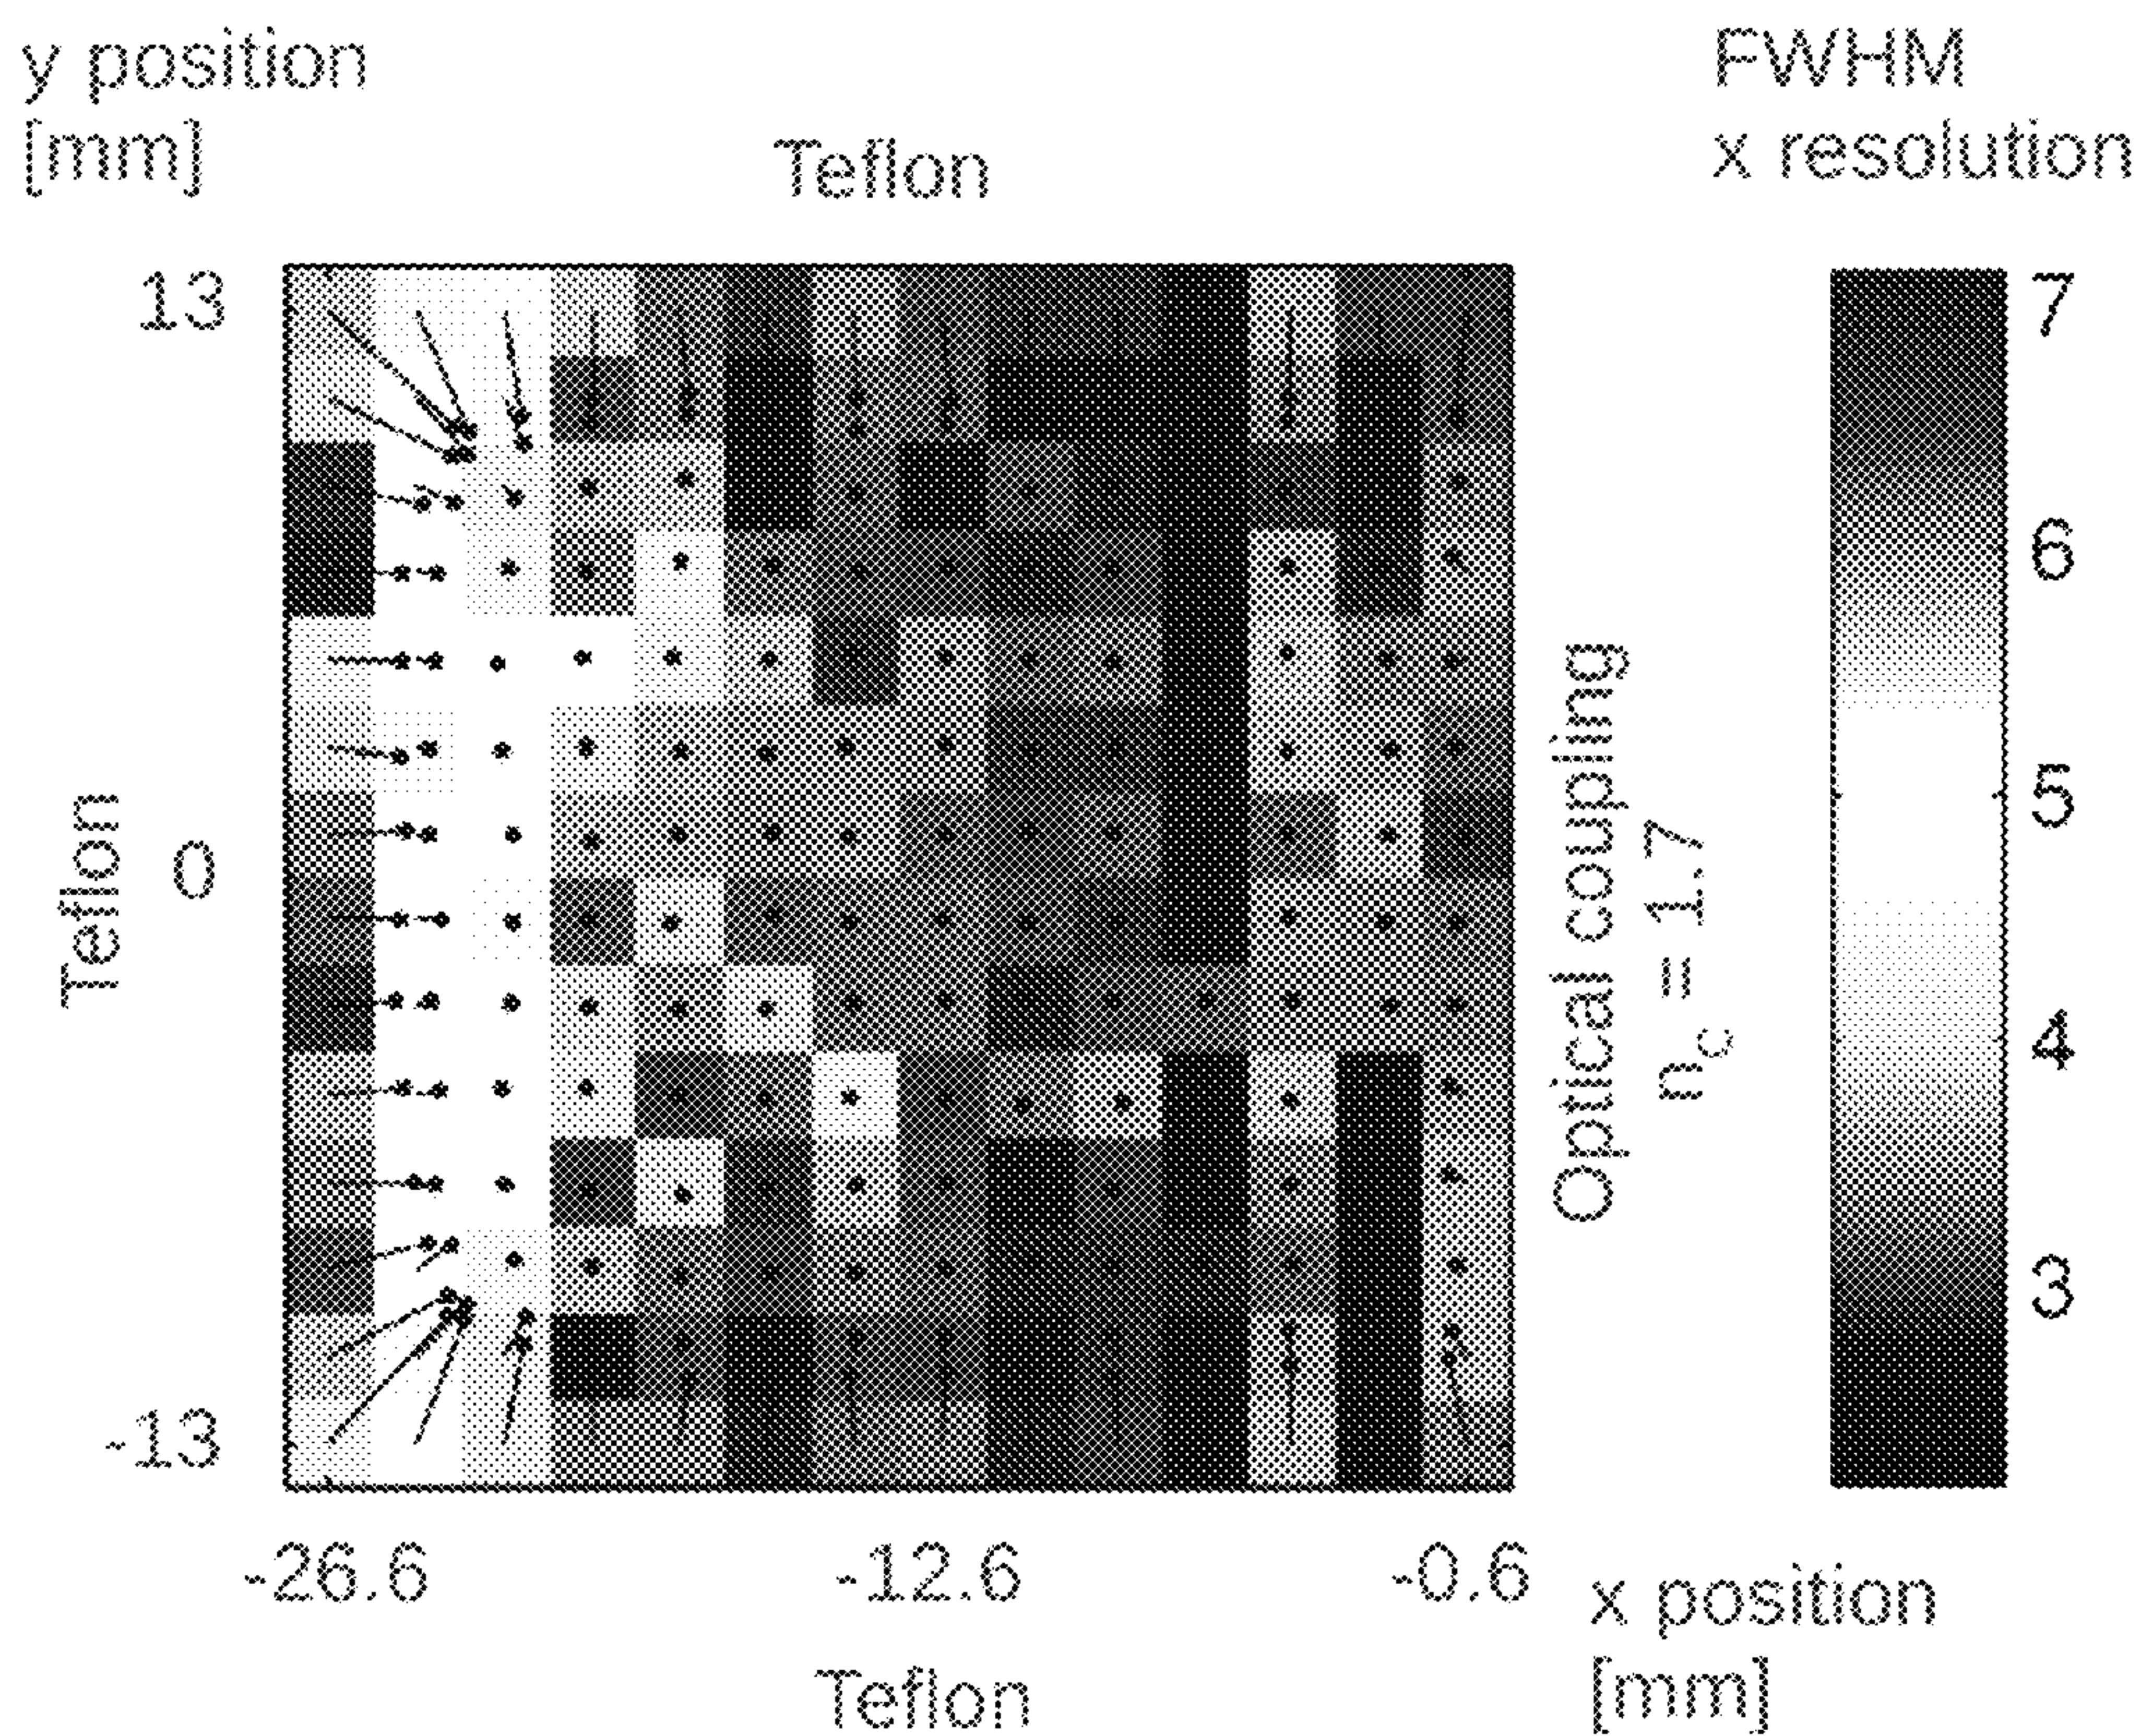 y position
[mm]
Teflon
FWHM
x resolution
13
0
-13
Teflon
Optical coupling
n_c = 1.7
7
6
5
4
3
-26.6
-12.6
-0.6
x position
[mm]
Teflon